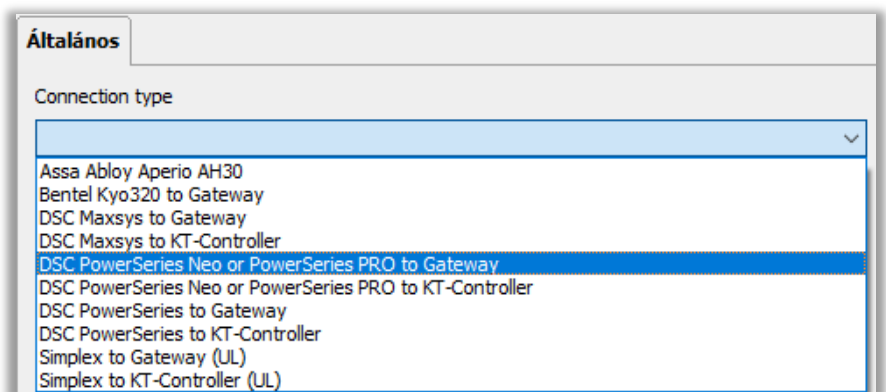 Általános
Connection type
Assa Abloy Aperio AH30
Bentel Kyo320 to Gateway
DSC Maxsys to Gateway
DSC Maxsys to KT-Controller
DSC PowerSeries Neo or PowerSeries PRO to Gateway
DSC PowerSeries Neo or PowerSeries PRO to KT-Controller
DSC PowerSeries to Gateway
DSC PowerSeries to KT-Controller
Simplex to Gateway (UL)
Simplex to KT-Controller (UL)